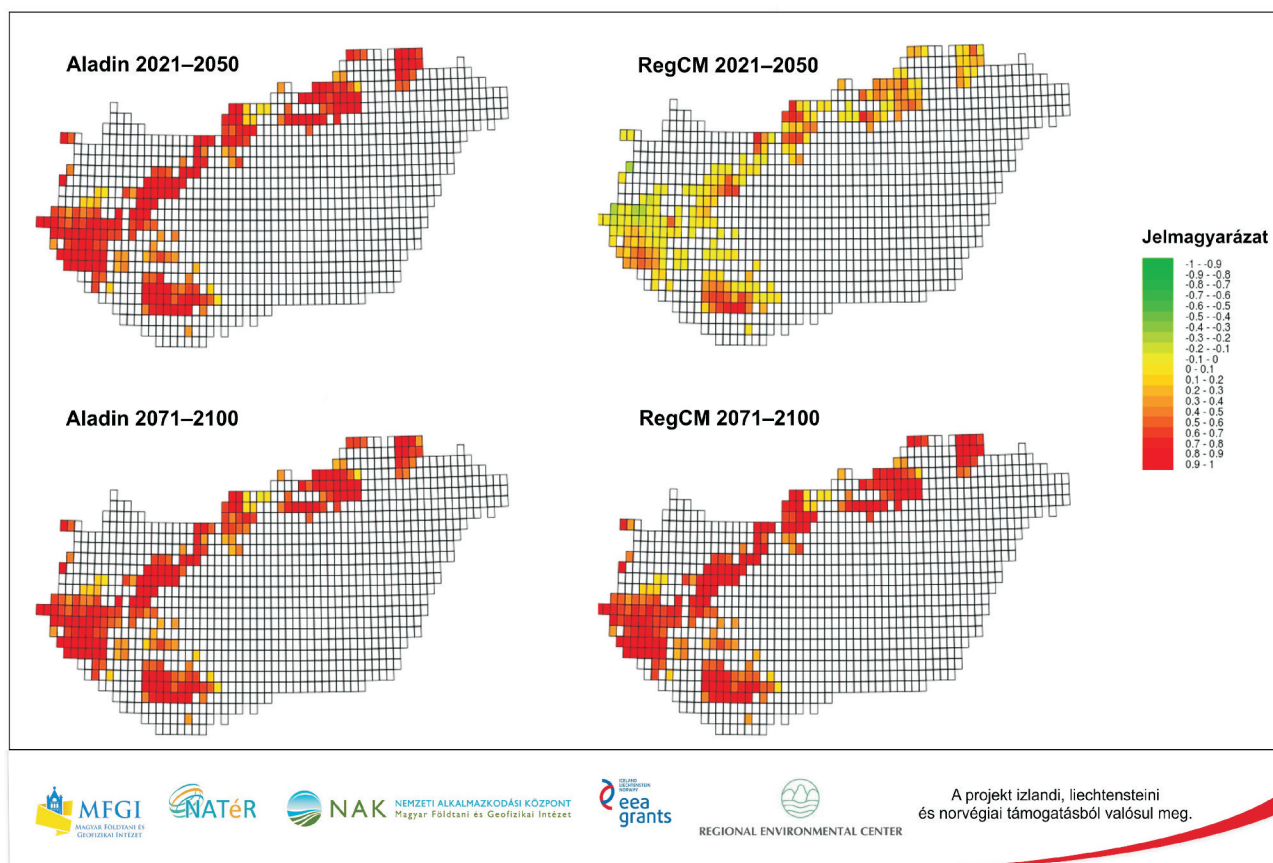 Aladin 2021–2050
RegCM 2021–2050
Jelmagyarázat
-1 - -0.9
-0.9 - -0.8
-0.8 - -0.7
-0.7 - -0.6
-0.6 - -0.5
-0.5 - -0.4
-0.4 - -0.3
-0.3 - -0.2
-0.2 - -0.1
-0.1 - 0
0 - 0.1
0.1 - 0.2
0.2 - 0.3
0.3 - 0.4
0.4 - 0.5
0.5 - 0.6
0.6 - 0.7
0.7 - 0.8
0.8 - 0.9
0.9 - 1
Aladin 2071–2100
RegCM 2071–2100
MFGI
MAGYAR FÖLDTANI ÉS
GEOFIZIKAI INTÉZET
NATéR
NAK
NEMZETI ALKALMAZKODÁSI KÖZPONT
Magyar Földtani és Geofizikai Intézet
ICELAND
LIECHTENSTEIN
NORWAY
eea
grants
REGIONAL ENVIRONMENTAL CENTER
A projekt izlandi, liechtensteini
és norvégiai támogatásból valósul meg.